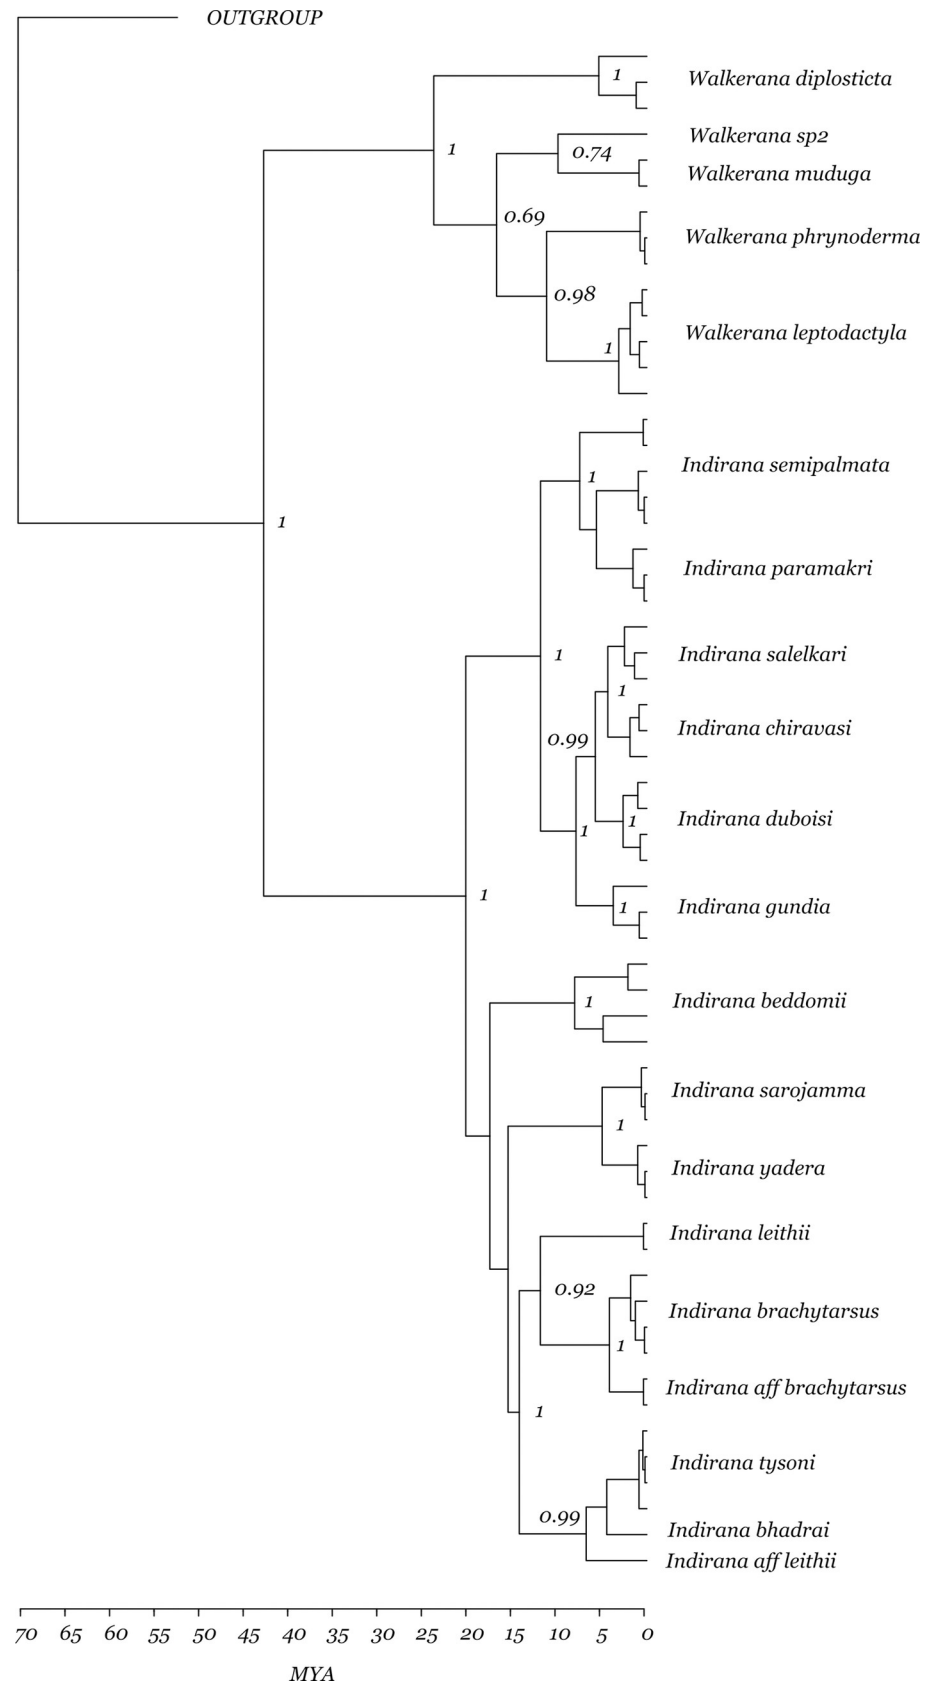 OUTGROUP
1
Walkerana diplosticta
Walkerana sp2
1
0.74
Walkerana muduga
0.69
Walkerana phrynoderma
0.98
Walkerana leptodactyla
1
Indirana semipalmata
1
1
Indirana paramakri
1
Indirana salelkari
1
Indirana chiravasi
0.99
Indirana duboisi
1
1
1
Indirana gundia
1
Indirana beddomii
1
Indirana sarojamma
1
Indirana yadera
Indirana leithii
0.92
Indirana brachytarsus
1
Indirana aff brachytarsus
1
Indirana tysoni
0.99
Indirana bhadrai
Indirana aff leithii
70 65 60 55 50 45 40 35 30 25 20 15 10 5 0
MYA